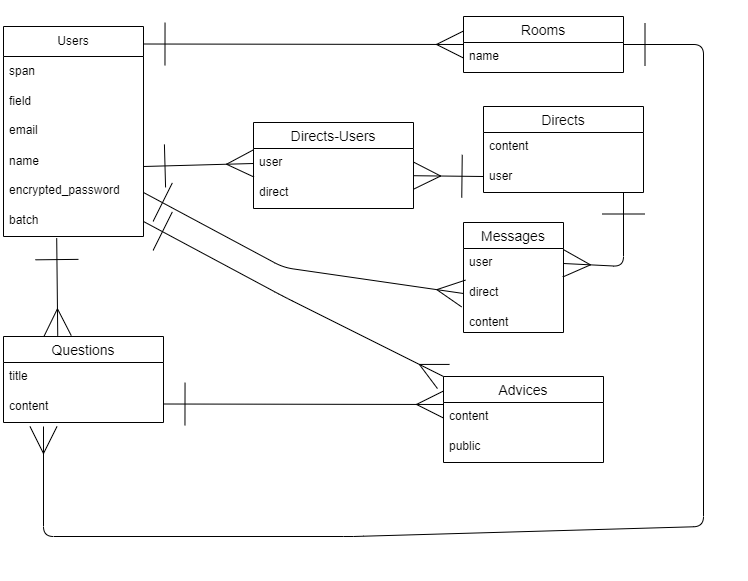 Users
span
field
email
name
encrypted_password
batch
Rooms
name
Directs-Users
user
direct
Directs
content
user
Messages
user
direct
content
Questions
title
content
Advices
content
public